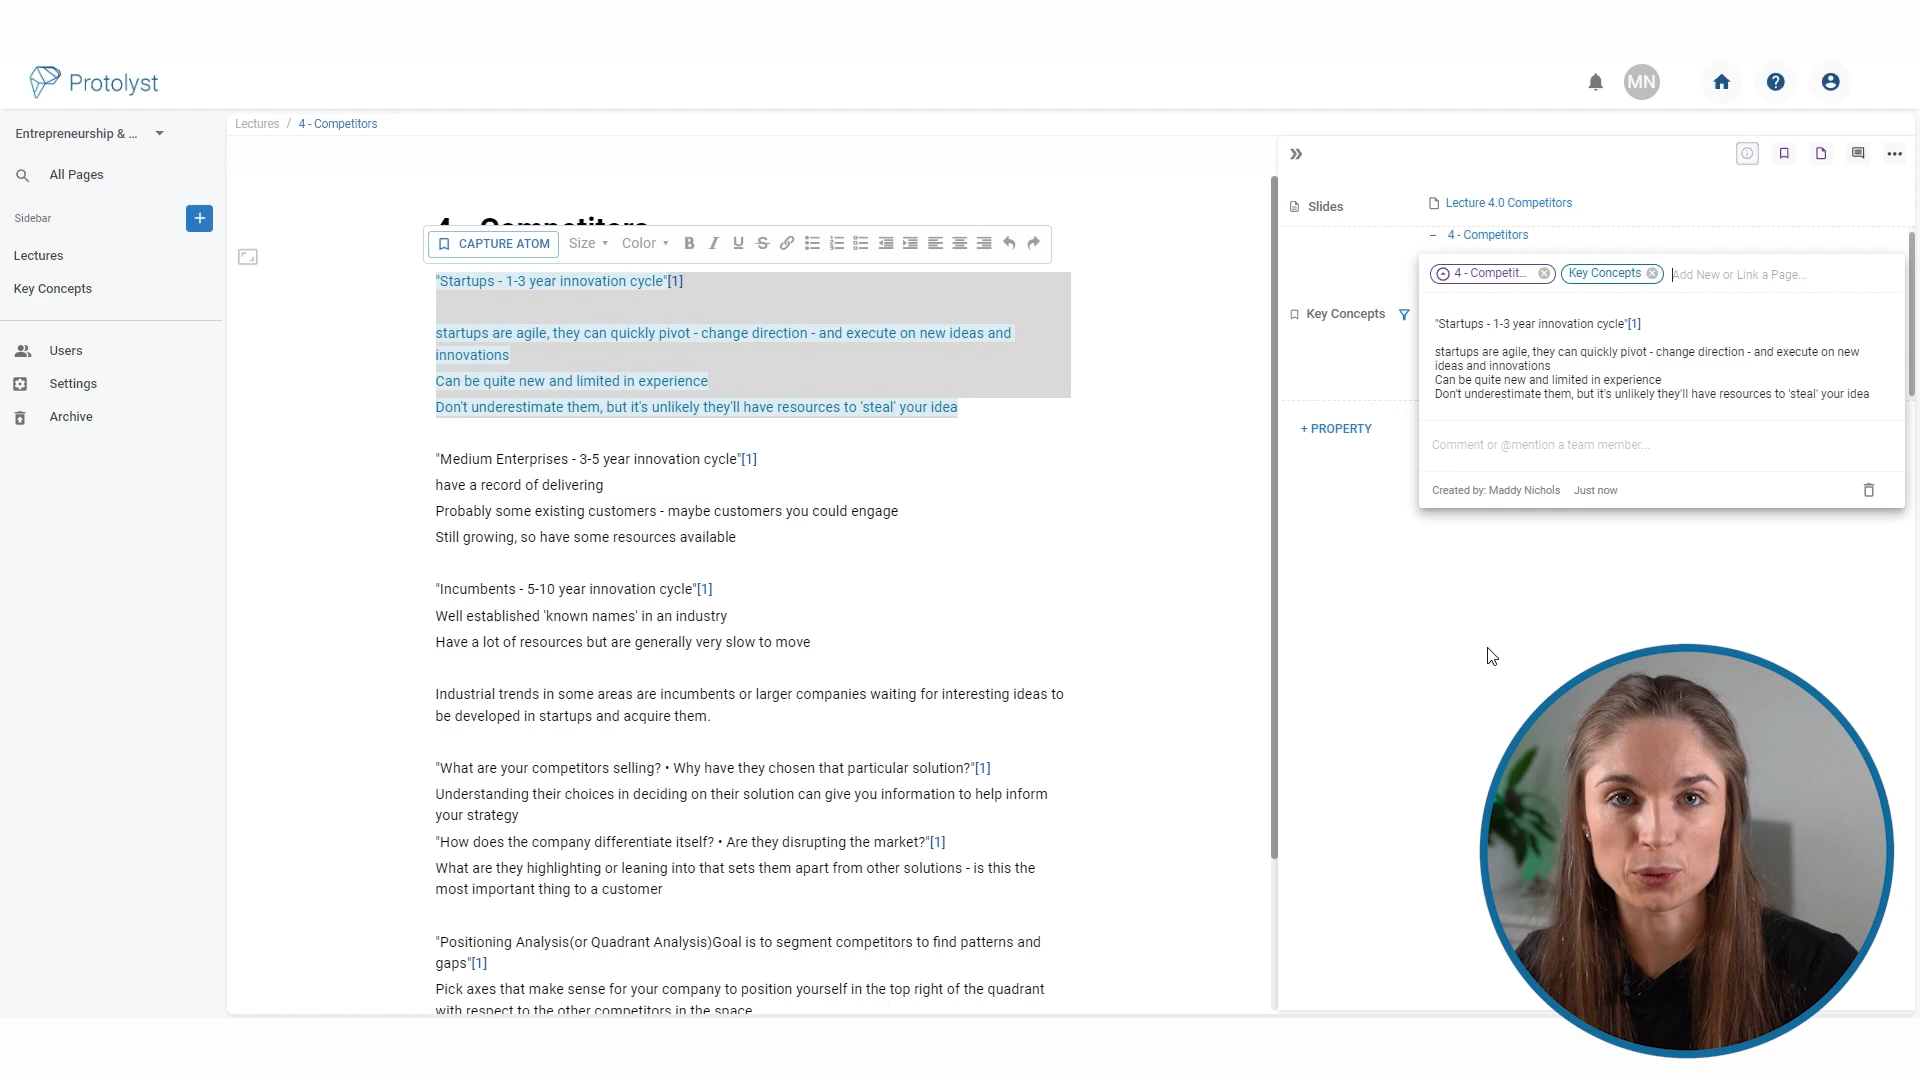 Protolyst
MN
Entrepreneurship & ...
All Pages
Sidebar
+
Lectures
Key Concepts
Users
Settings
Archive
Lectures / 4 - Competitors
CAPTURE ATOM Size Color B I U S
"Startups - 1-3 year innovation cycle"[1]
startups are agile, they can quickly pivot - change direction - and execute on new ideas and
innovations
Can be quite new and limited in experience
Don't underestimate them, but it's unlikely they'll have resources to 'steal' your idea
"Medium Enterprises - 3-5 year innovation cycle"[1]
have a record of delivering
Probably some existing customers - maybe customers you could engage
Still growing, so have some resources available
"Incumbents - 5-10 year innovation cycle"[1]
Well established 'known names' in an industry
Have a lot of resources but are generally very slow to move
Industrial trends in some areas are incumbents or larger companies waiting for interesting ideas to
be developed in startups and acquire them.
"What are your competitors selling? • Why have they chosen that particular solution?"[1]
Understanding their choices in deciding on their solution can give you information to help inform
your strategy
"How does the company differentiate itself? • Are they disrupting the market?"[1]
What are they highlighting or leaning into that sets them apart from other solutions - is this the
most important thing to a customer
"Positioning Analysis(or Quadrant Analysis)Goal is to segment competitors to find patterns and
gaps"[1]
Pick axes that make sense for your company to position yourself in the top right of the quadrant
with respect to the other competitors in the space
Slides
Lecture 4.0 Competitors
– 4 - Competitors
Key Concepts
+ PROPERTY
4 - Competit... Key Concepts Add New or Link a Page...
"Startups - 1-3 year innovation cycle"[1]
startups are agile, they can quickly pivot - change direction - and execute on new
ideas and innovations
Can be quite new and limited in experience
Don't underestimate them, but it's unlikely they'll have resources to 'steal' your idea
Comment or @mention a team member...
Created by: Maddy Nichols Just now